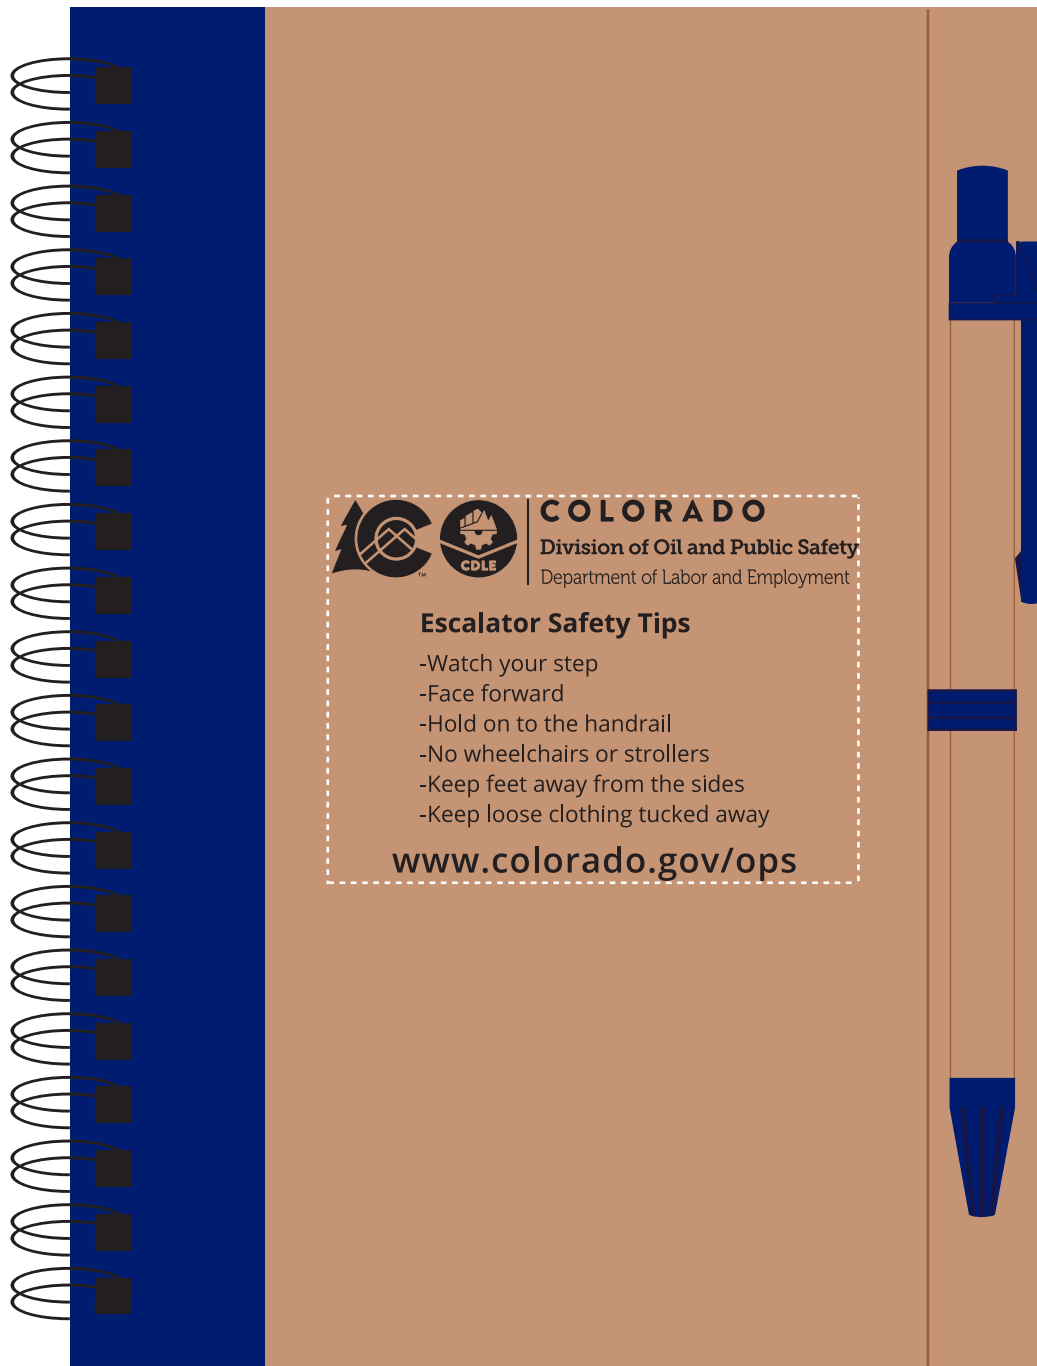 COLORADO
Division of Oil and Public Safety
Department of Labor and Employment
CDLE
TM
Escalator Safety Tips
-Watch your step
-Face forward
-Hold on to the handrail
-No wheelchairs or strollers
-Keep feet away from the sides
-Keep loose clothing tucked away
www.colorado.gov/ops